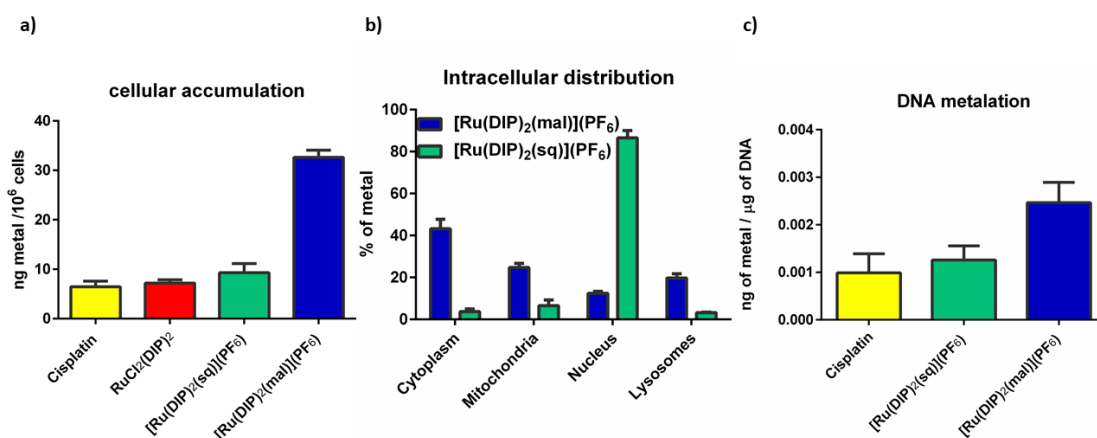 a)
cellular accumulation
ng metal /10⁶ cells
40
30
20
10
0
Cisplatin
RuCl₂(DIP)₂
[Ru(DIP)₂(sq)](PF₆)
[Ru(DIP)₂(mal)](PF₆)
b)
Intracellular distribution
[Ru(DIP)₂(mal)](PF₆)
[Ru(DIP)₂(sq)](PF₆)
% of metal
100
80
60
40
20
0
Cytoplasm
Mitochondria
Nucleus
Lysosomes
c)
DNA metalation
ng of metal / µg of DNA
0.004
0.003
0.002
0.001
0.000
Cisplatin
[Ru(DIP)₂(sq)](PF₆)
[Ru(DIP)₂(mal)](PF₆)